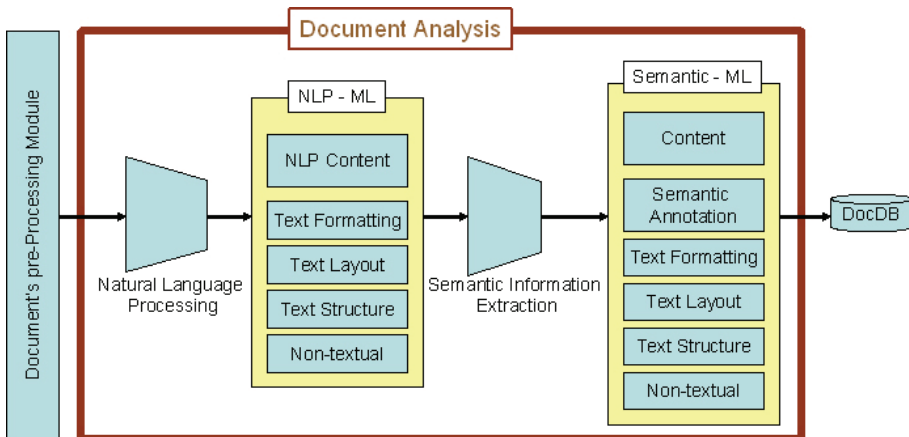 Document Analysis
Document's pre-Processing Module
Natural Language
Processing
NLP - ML
NLP Content
Text Formatting
Text Layout
Text Structure
Non-textual
Semantic Information
Extraction
Semantic - ML
Content
Semantic
Annotation
Text Formatting
Text Layout
Text Structure
Non-textual
DocDB